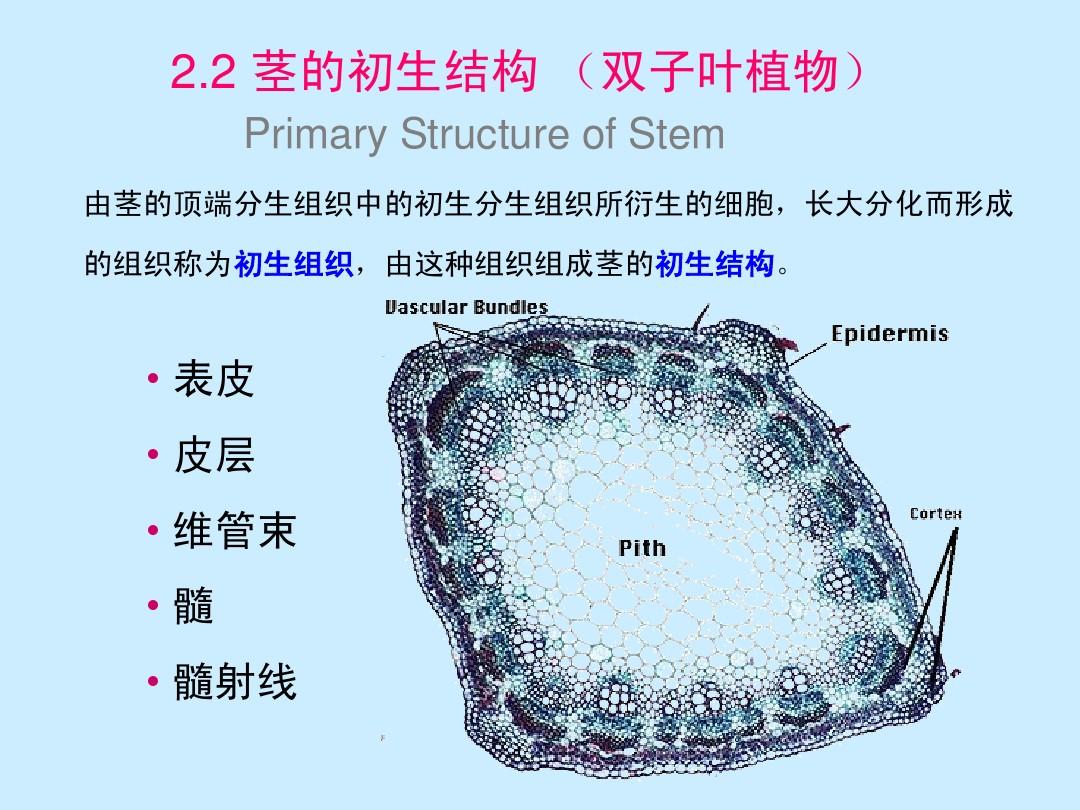 2.2 茎的初生结构 （双子叶植物）
Primary Structure of Stem
由茎的顶端分生组织中的初生分生组织所衍生的细胞，长大分化而形成
的组织称为初生组织，由这种组织组成茎的初生结构。
Vascular Bundles
Epidermis
• 表皮
• 皮层
Cortex
• 维管束
Pith
• 髓
• 髓射线